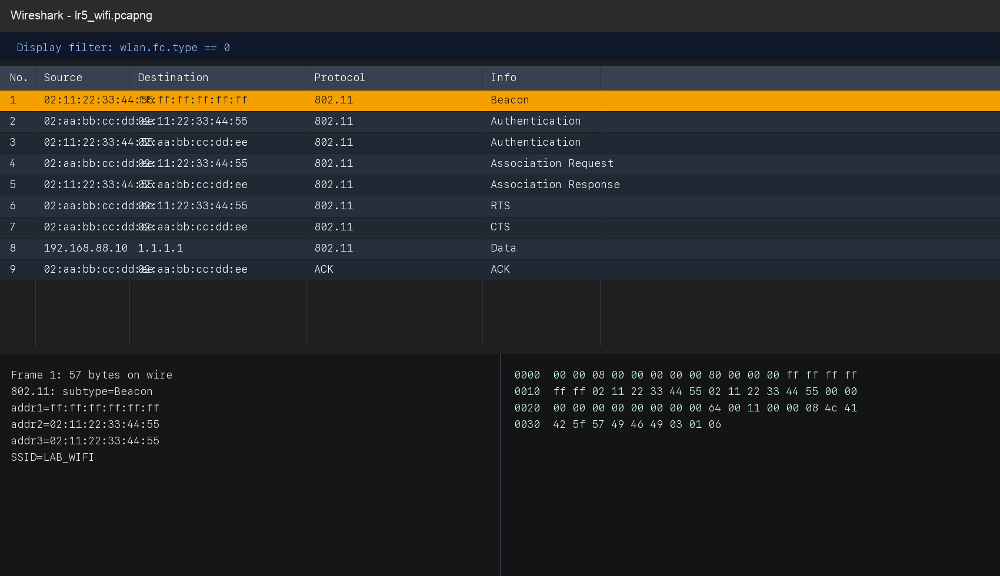 Wireshark - lr5_wifi.pcapng
Display filter: wlan.fc.type == 0
No. Source Destination Protocol Info
1 02:11:22:33:44:55 ff:ff:ff:ff:ff:ff 802.11 Beacon
2 02:aa:bb:cc:dd:ee 02:11:22:33:44:55 802.11 Authentication
3 02:11:22:33:44:55 02:aa:bb:cc:dd:ee 802.11 Authentication
4 02:aa:bb:cc:dd:ee 02:11:22:33:44:55 802.11 Association Request
5 02:11:22:33:44:55 02:aa:bb:cc:dd:ee 802.11 Association Response
6 02:aa:bb:cc:dd:ee 02:11:22:33:44:55 802.11 RTS
7 02:aa:bb:cc:dd:ee 02:aa:bb:cc:dd:ee 802.11 CTS
8 192.168.88.10 1.1.1.1 802.11 Data
9 02:aa:bb:cc:dd:ee 02:aa:bb:cc:dd:ee ACK ACK
Frame 1: 57 bytes on wire
802.11: subtype=Beacon
addr1=ff:ff:ff:ff:ff:ff
addr2=02:11:22:33:44:55
addr3=02:11:22:33:44:55
SSID=LAB_WIFI
0000 00 00 08 00 00 00 00 00 80 00 00 00 ff ff ff ff
0010 ff ff 02 11 22 33 44 55 02 11 22 33 44 55 00 00
0020 00 00 00 00 00 00 00 00 64 00 11 00 00 08 4c 41
0030 42 5f 57 49 46 49 03 01 06